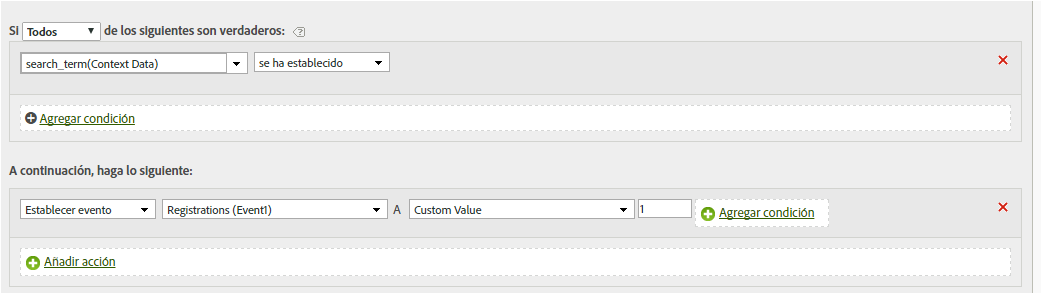 Si Todos de los siguientes son verdaderos: ?
search_term(Context Data) se ha establecido
Agregar condición
A continuación, haga lo siguiente:
Establecer evento Registrations (Event1) A Custom Value 1 Agregar condición
Añadir acción